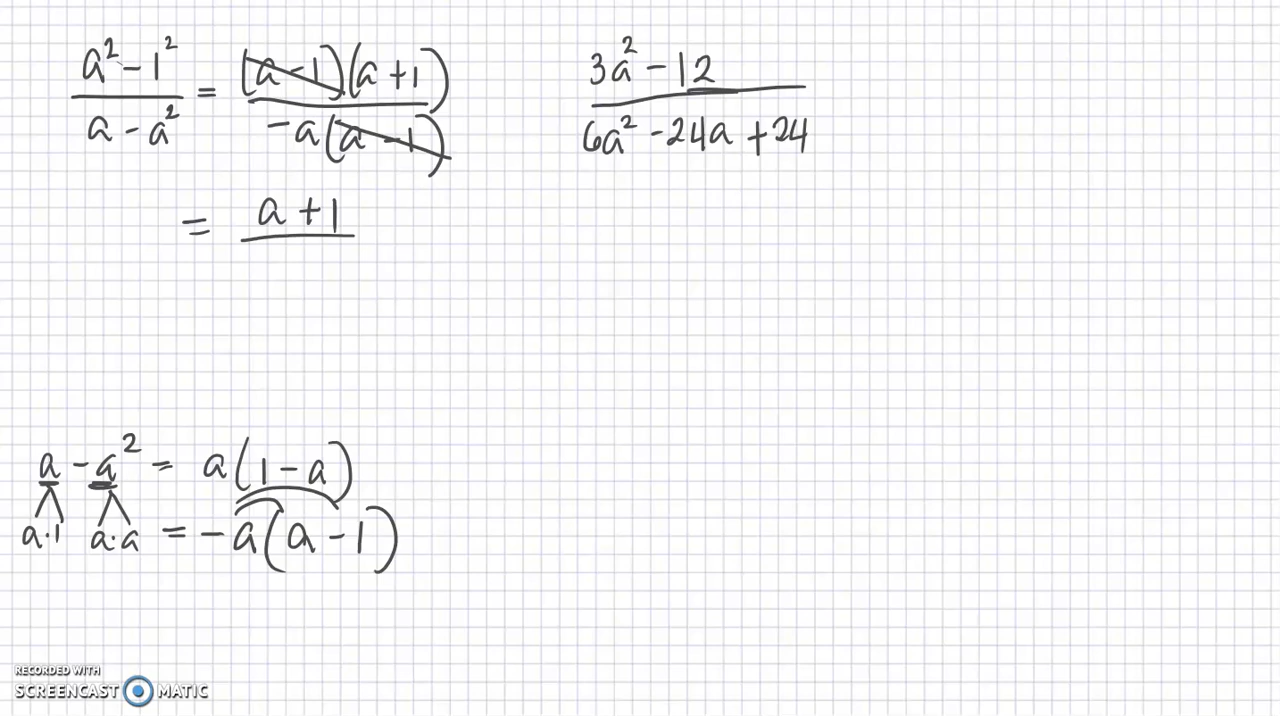 a² - 1² / a - a² = (a - 1)(a + 1) / -a(a - 1)
= a + 1
3a² - 12 / 6a² - 24a + 24
a - a² = a(1 - a)
a·1 a·a = -a(a - 1)
RECORDED WITH
SCREENCAST MATIC